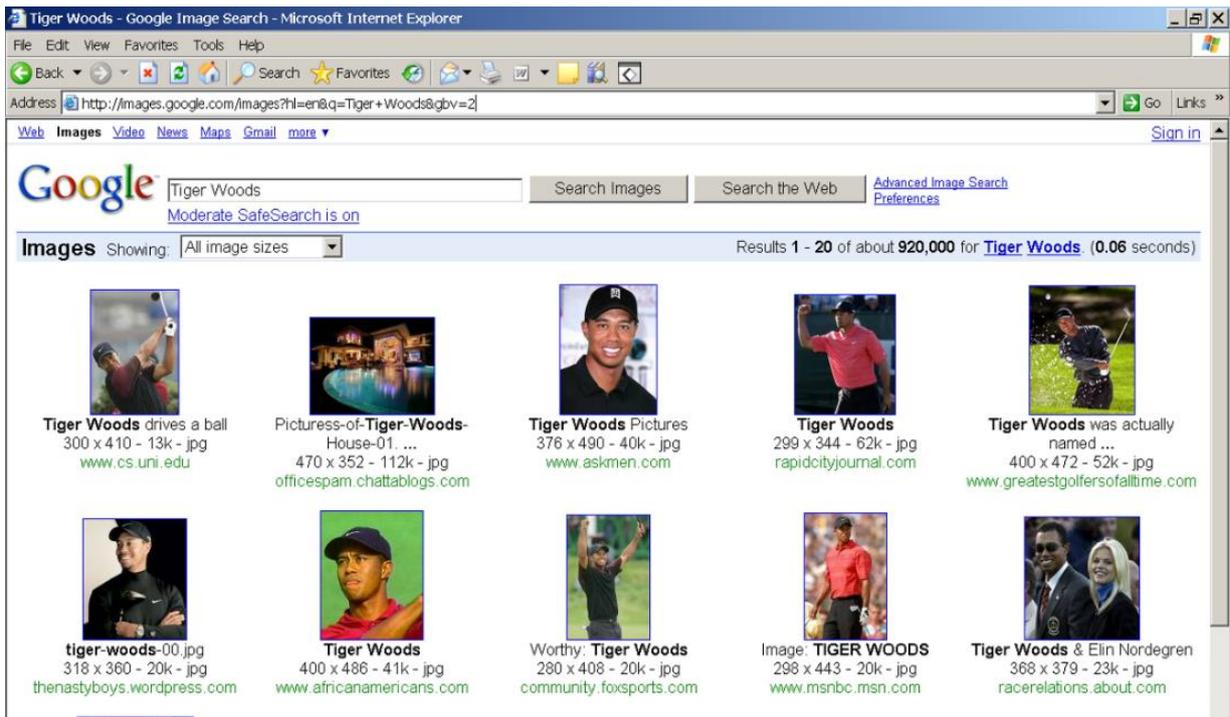 Tiger Woods - Google Image Search - Microsoft Internet Explorer
File Edit View Favorites Tools Help
Back Search Favorites
Address http://images.google.com/images?hl=en&q=Tiger+Woods&gbv=2 Go Links »
Web Images Video News Maps Gmail more ▼ Sign in
Google™ Tiger Woods Search Images Search the Web Advanced Image Search
Preferences
Moderate SafeSearch is on
Images Showing: All image sizes Results 1 - 20 of about 920,000 for Tiger Woods. (0.06 seconds)
Tiger Woods drives a ball
300 x 410 - 13k - jpg
www.cs.uni.edu
Picturess-of-Tiger-Woods-
House-01. ...
470 x 352 - 112k - jpg
officespam.chattablogs.com
Tiger Woods Pictures
376 x 490 - 40k - jpg
www.askmen.com
Tiger Woods
299 x 344 - 62k - jpg
rapidcityjournal.com
Tiger Woods was actually
named ...
400 x 472 - 52k - jpg
www.greatestgolfersofalltime.com
tiger-woods-00.jpg
318 x 360 - 20k - jpg
thenastyboys.wordpress.com
Tiger Woods
400 x 486 - 41k - jpg
www.africanamericans.com
Worthy: Tiger Woods
280 x 408 - 20k - jpg
community.foxsports.com
Image: TIGER WOODS
298 x 443 - 20k - jpg
www.msnbc.msn.com
Tiger Woods & Elin Nordegren
368 x 379 - 23k - jpg
racerelations.about.com